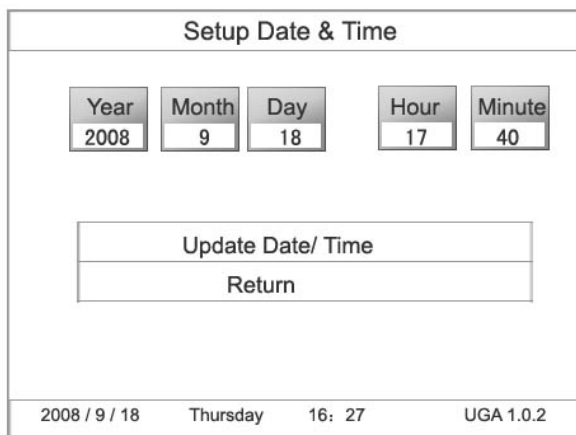 Setup Date & Time
Year Month Day Hour Minute
2008 9 18 17 40
Update Date/ Time
Return
2008 / 9 / 18 Thursday 16: 27 UGA 1.0.2